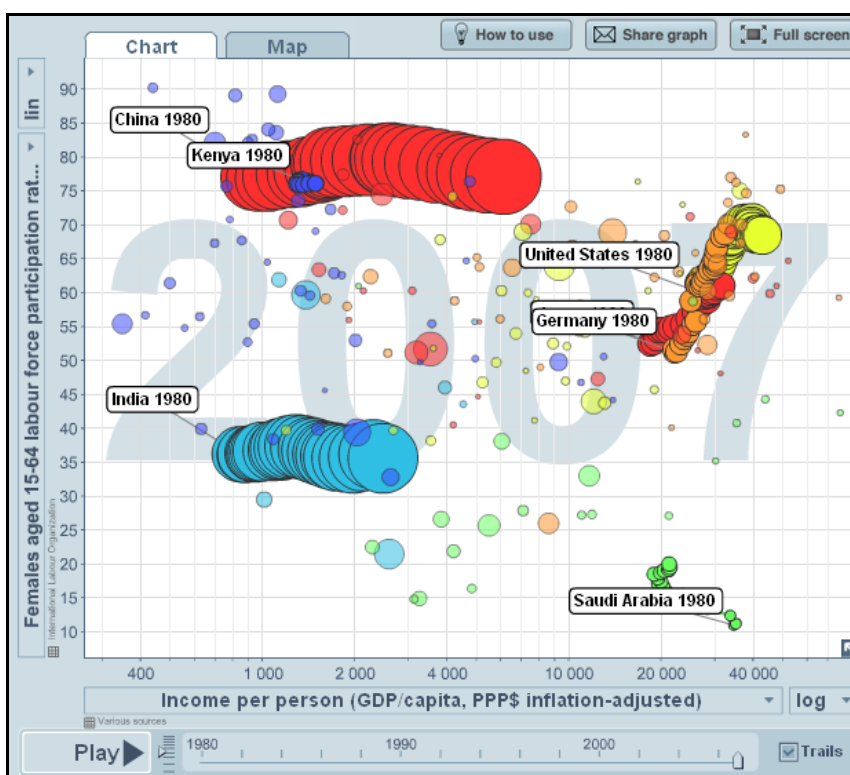 Chart
Map
How to use
Share graph
Full screen
lin
Females aged 15-64 labour force participation rat...
International Labour Organization
90
85
80
75
70
65
60
55
50
45
40
35
30
25
20
15
10
2007
China 1980
Kenya 1980
United States 1980
Germany 1980
India 1980
Saudi Arabia 1980
400
1 000
2 000
4 000
10 000
20 000
40 000
Income per person (GDP/capita, PPP$ inflation-adjusted)
log
Various sources
Play
1980
1990
2000
Trails